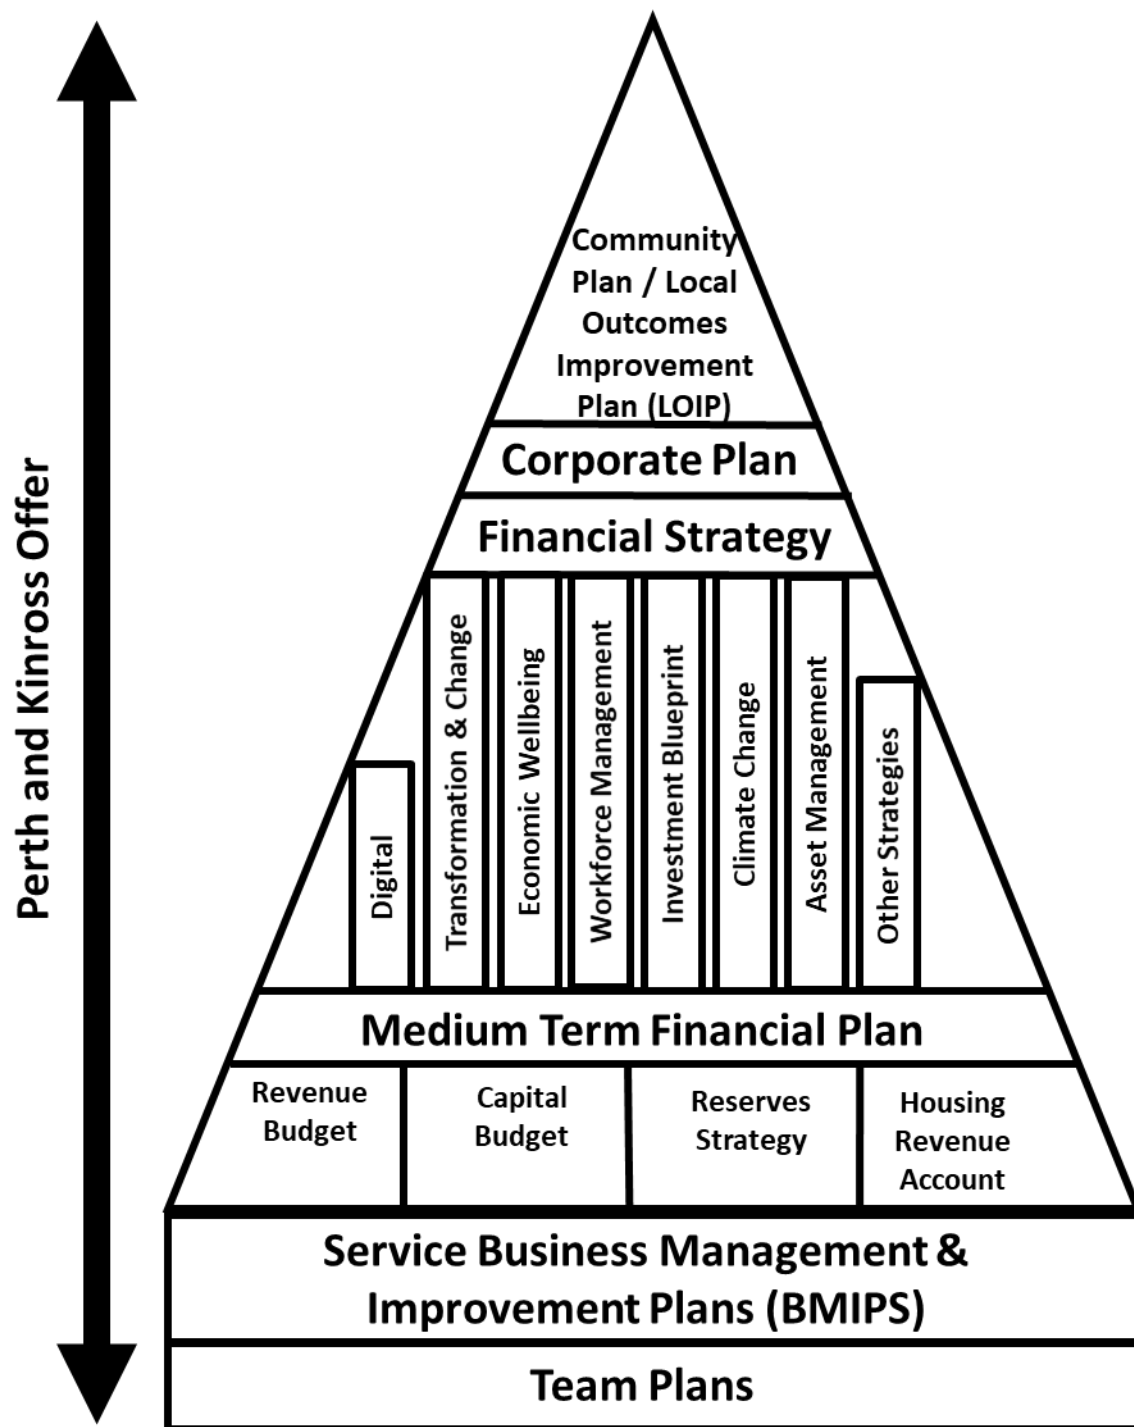 Perth and Kinross Offer
Community
Plan / Local
Outcomes
Improvement
Plan (LOIP)
Corporate Plan
Financial Strategy
Digital
Transformation & Change
Economic Wellbeing
Workforce Management
Investment Blueprint
Climate Change
Asset Management
Other Strategies
Medium Term Financial Plan
Revenue
Budget
Capital
Budget
Reserves
Strategy
Housing
Revenue
Account
Service Business Management &
Improvement Plans (BMIPS)
Team Plans